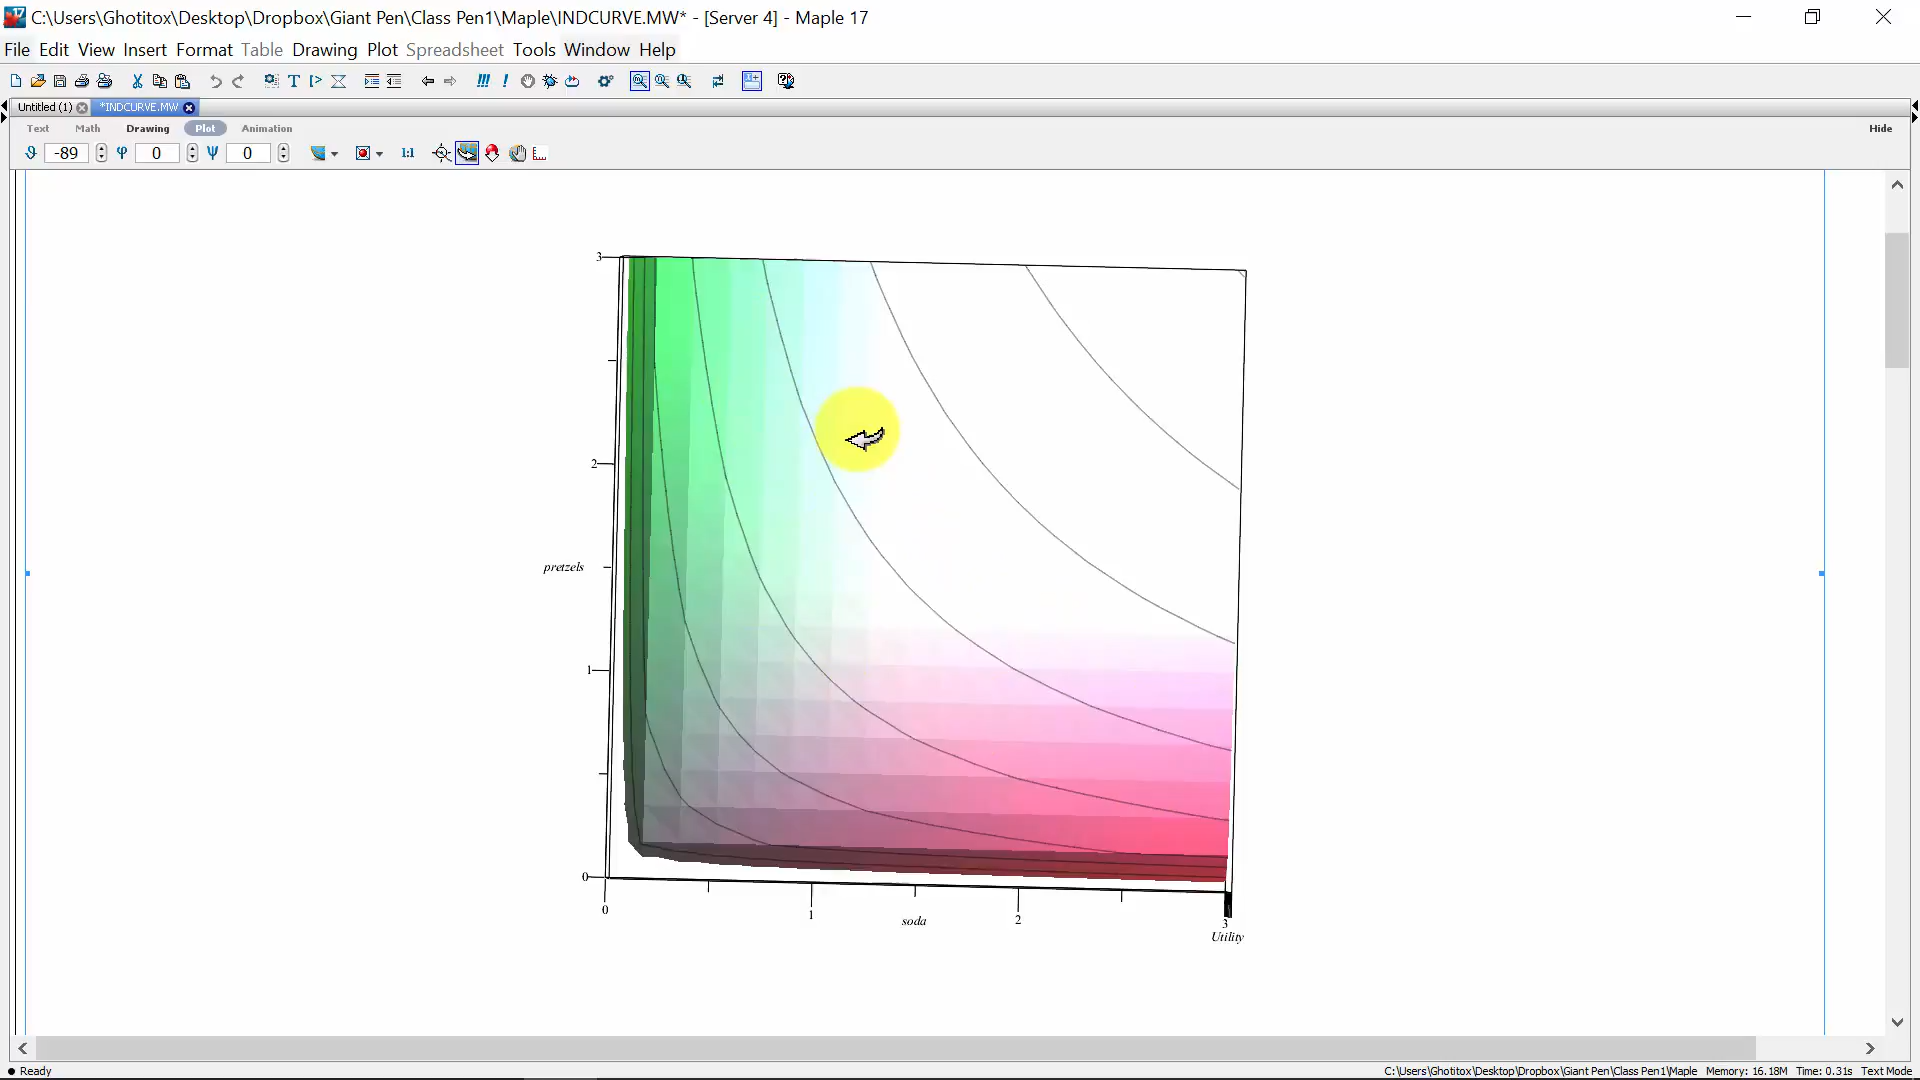 C:\Users\Ghotitox\Desktop\Dropbox\Giant Pen\Class Pen1\Maple\INDCURVE.MW* - [Server 4] - Maple 17
File Edit View Insert Format Table Drawing Plot Spreadsheet Tools Window Help
Untitled (1) *INDCURVE.MW
Text Math Drawing Plot Animation Hide
ϑ -89 φ 0 ψ 0 1:1
3
2
pretzels
1
0
0 1 soda 2 3
Utility
Ready C:\Users\Ghotitox\Desktop\Dropbox\Giant Pen\Class Pen1\Maple Memory: 16.18M Time: 0.31s Text Mode